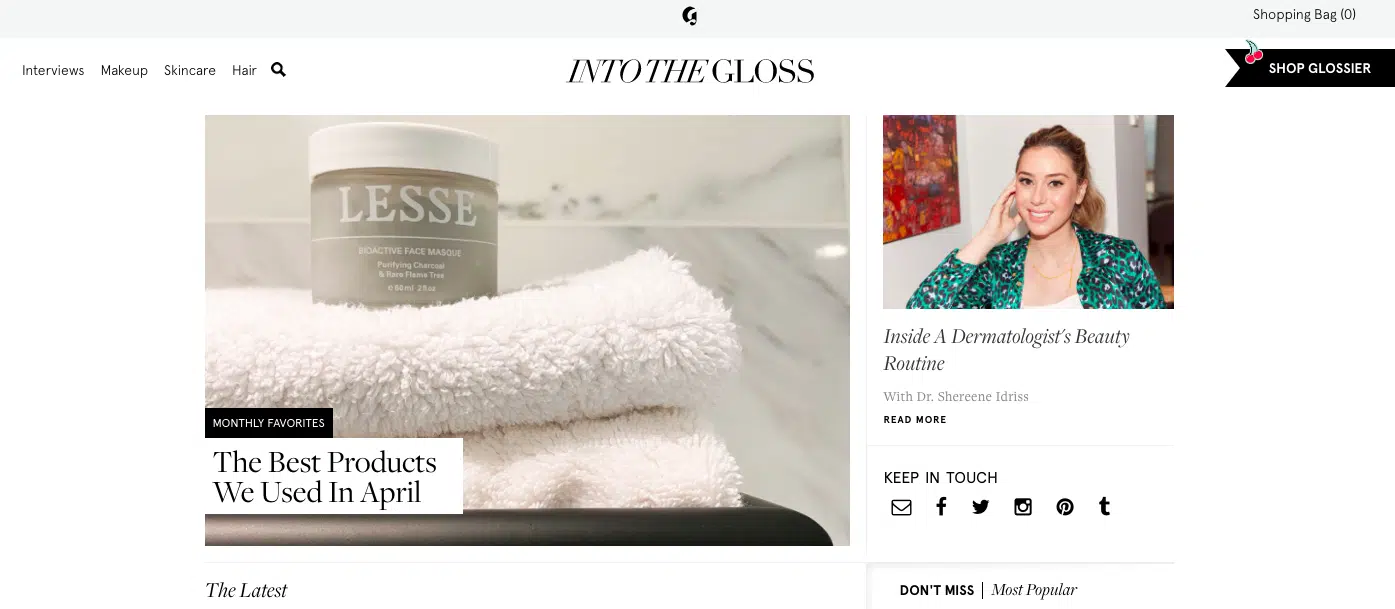 Shopping Bag (0)
Interviews Makeup Skincare Hair
INTO THE GLOSS
SHOP GLOSSIER
LESSE
BIOACTIVE FACE MASQUE
Purifying Charcoal
& Rare Flame Tree
℮ 60 ml · 2 fl oz
MONTHLY FAVORITES
The Best Products
We Used In April
Inside A Dermatologist's Beauty
Routine
With Dr. Shereene Idriss
READ MORE
KEEP IN TOUCH
The Latest
DON'T MISS | Most Popular